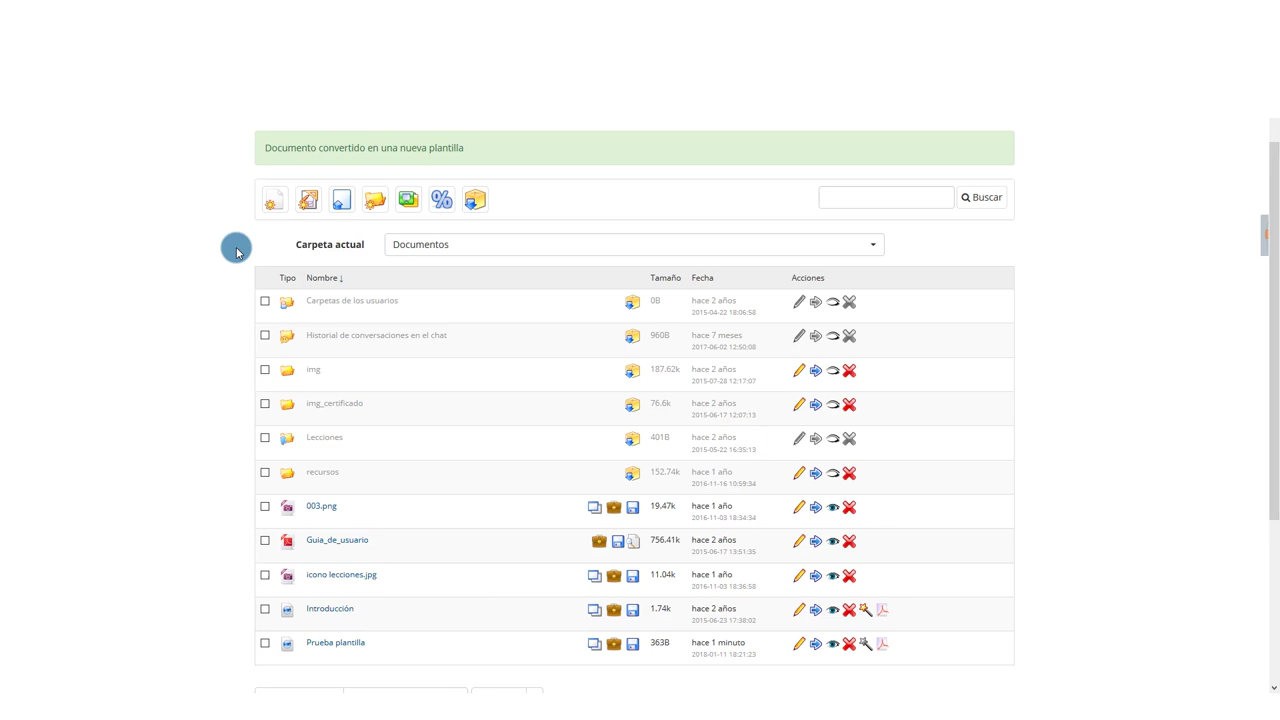 Documento convertido en una nueva plantilla
Buscar
Carpeta actual Documentos
Tipo Nombre ↓ Tamaño Fecha Acciones
Carpetas de los usuarios 0B hace 2 años
2015-04-22 18:06:58
Historial de conversaciones en el chat 960B hace 7 meses
2017-06-02 12:50:08
img 187.62k hace 2 años
2015-07-28 12:17:07
img_certificado 76.6k hace 2 años
2015-06-17 12:07:13
Lecciones 401B hace 2 años
2015-05-22 16:35:13
recursos 152.74k hace 1 año
2016-11-16 10:59:34
003.png 19.47k hace 1 año
2016-11-03 18:34:34
Guia_de_usuario 756.41k hace 2 años
2015-06-17 13:51:35
icono lecciones.jpg 11.04k hace 1 año
2016-11-03 18:36:58
Introducción 1.74k hace 2 años
2015-06-23 17:38:02
Prueba plantilla 363B hace 1 minuto
2018-01-11 18:21:23